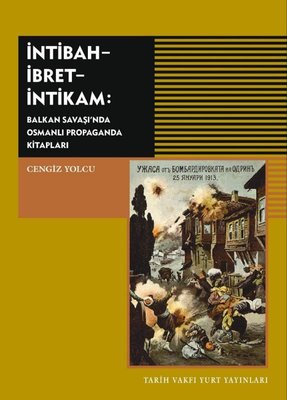 İNTİBAH–
İBRET–
İNTİKAM:
BALKAN SAVAŞI'NDA
OSMANLI PROPAGANDA
KİTAPLARI
CENGİZ YOLCU
УЖАСА отъ БОМБАРДИРОВКАТА на ОДРИНЪ.
25 ЯНУАРИ 1913.
TARİH VAKFI YURT YAYINLARI